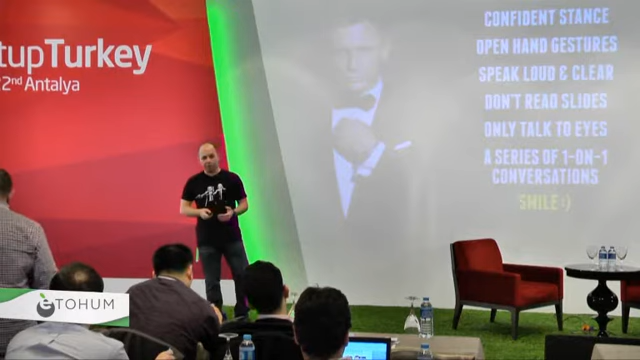 tupTurkey
2nd Antalya
CONFIDENT STANCE
OPEN HAND GESTURES
SPEAK LOUD & CLEAR
DON'T READ SLIDES
ONLY TALK TO EYES
A SERIES OF 1-ON-1
CONVERSATIONS
SMILE :)
eTOHUM